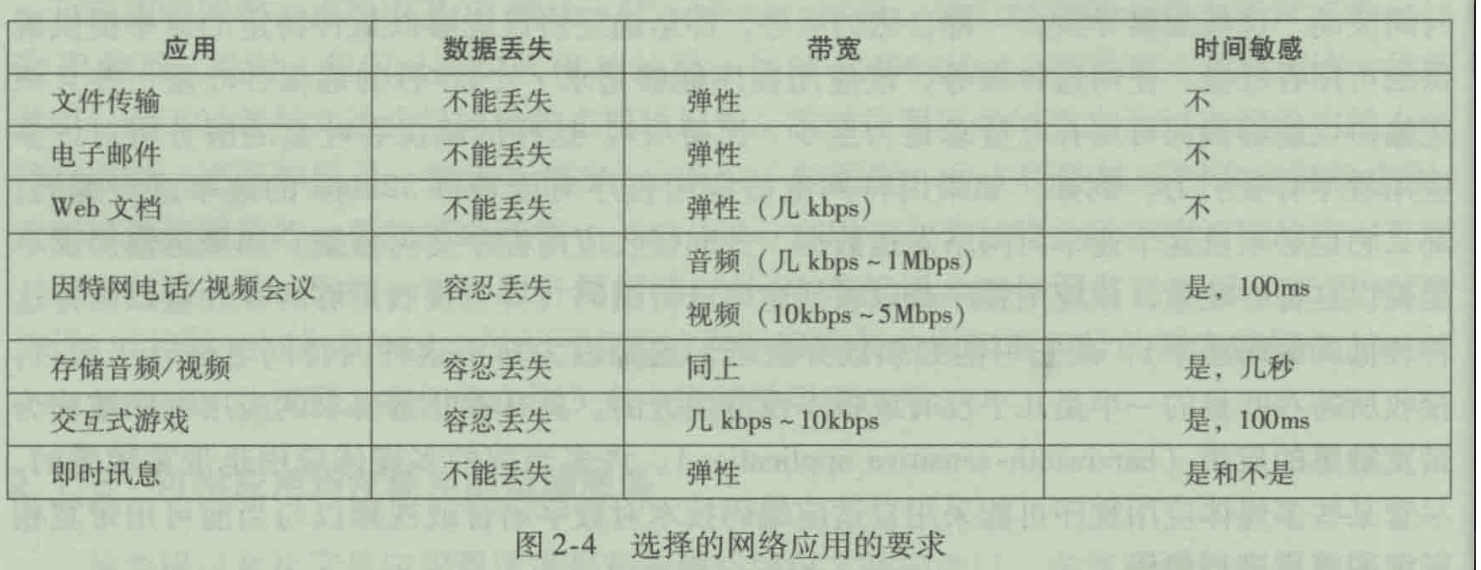 应用 数据丢失 带宽 时间敏感
文件传输 不能丢失 弹性 不
电子邮件 不能丢失 弹性 不
Web 文档 不能丢失 弹性（几 kbps） 不
因特网电话/视频会议 容忍丢失 音频（几 kbps ~ 1Mbps） 是，100ms
视频（10kbps ~ 5Mbps）
存储音频/视频 容忍丢失 同上 是，几秒
交互式游戏 容忍丢失 几 kbps ~ 10kbps 是，100ms
即时讯息 不能丢失 弹性 是和不是
图 2-4 选择的网络应用的要求